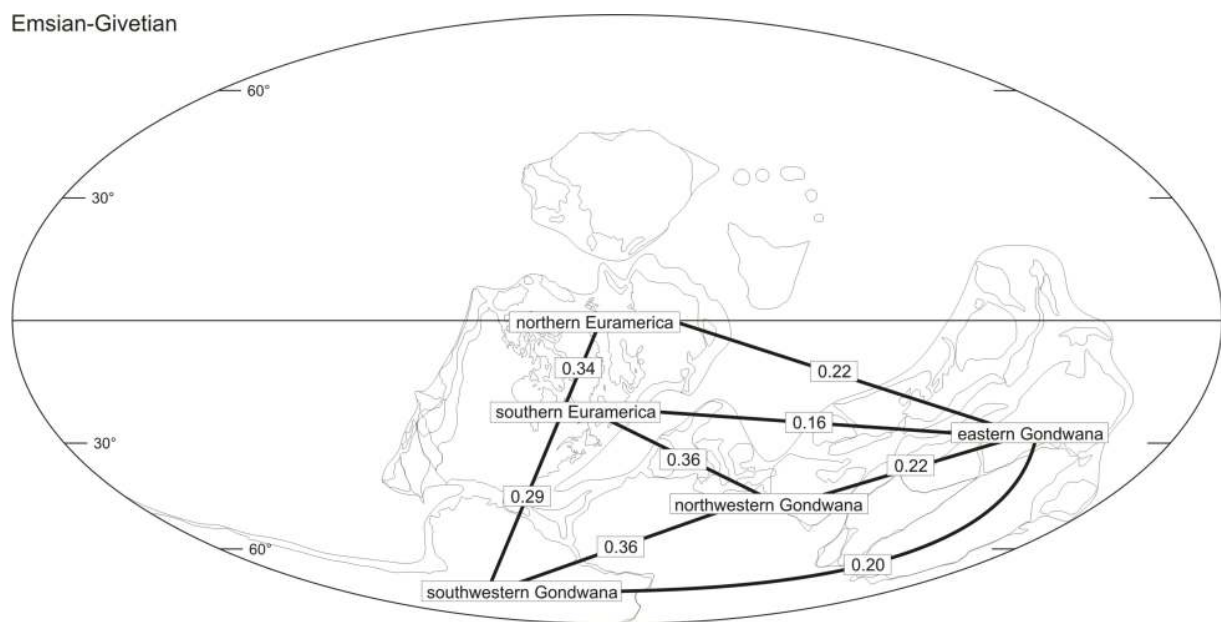 Emsian-Givetian
60°
30°
northern Euramerica
0.34
0.22
southern Euramerica
0.16
eastern Gondwana
30°
0.36
0.22
0.29
northwestern Gondwana
0.36
60°
0.20
southwestern Gondwana